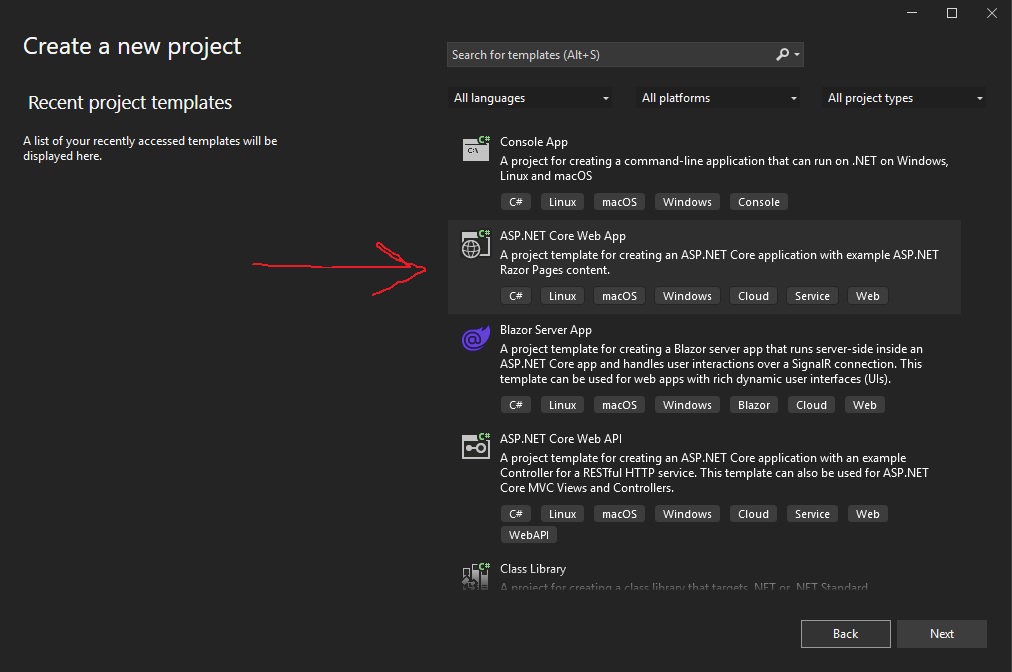 Create a new project
Search for templates (Alt+S)
Recent project templates
All languages
All platforms
All project types
A list of your recently accessed templates will be
displayed here.
C#
C:\
Console App
A project for creating a command-line application that can run on .NET on Windows,
Linux and macOS
C# Linux macOS Windows Console
C#
ASP.NET Core Web App
A project template for creating an ASP.NET Core application with example ASP.NET
Razor Pages content.
C# Linux macOS Windows Cloud Service Web
Blazor Server App
A project template for creating a Blazor server app that runs server-side inside an
ASP.NET Core app and handles user interactions over a SignalR connection. This
template can be used for web apps with rich dynamic user interfaces (UIs).
C# Linux macOS Windows Blazor Cloud Web
C#
ASP.NET Core Web API
A project template for creating an ASP.NET Core application with an example
Controller for a RESTful HTTP service. This template can also be used for ASP.NET
Core MVC Views and Controllers.
C# Linux macOS Windows Cloud Service Web
WebAPI
C#
Class Library
A project for creating a class library that targets .NET or .NET Standard
Back
Next